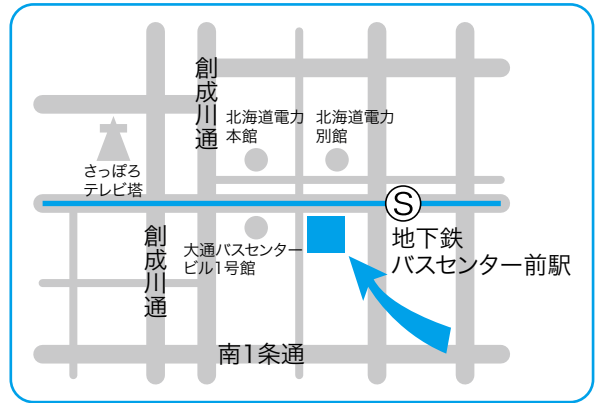 創成川通
北海道電力
本館
北海道電力
別館
さっぽろ
テレビ塔
S
地下鉄
バスセンター前駅
創成川通
大通バスセンター
ビル1号館
南1条通